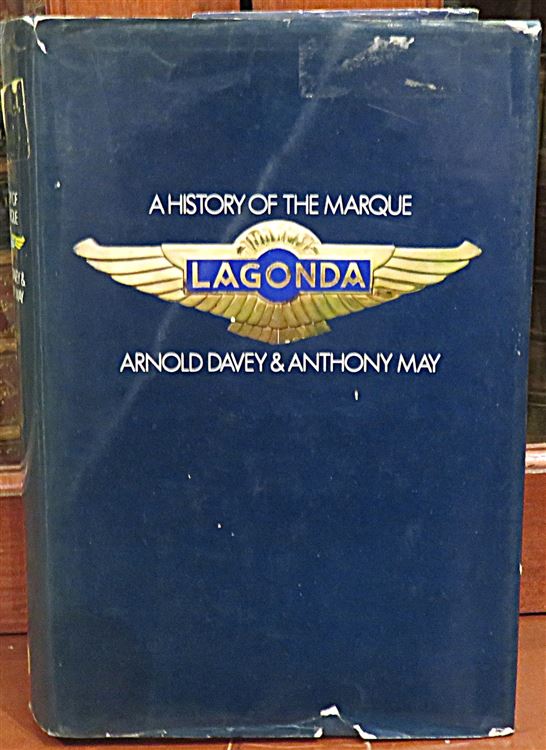 A HISTORY OF THE MARQUE
LAGONDA
ARNOLD DAVEY & ANTHONY MAY